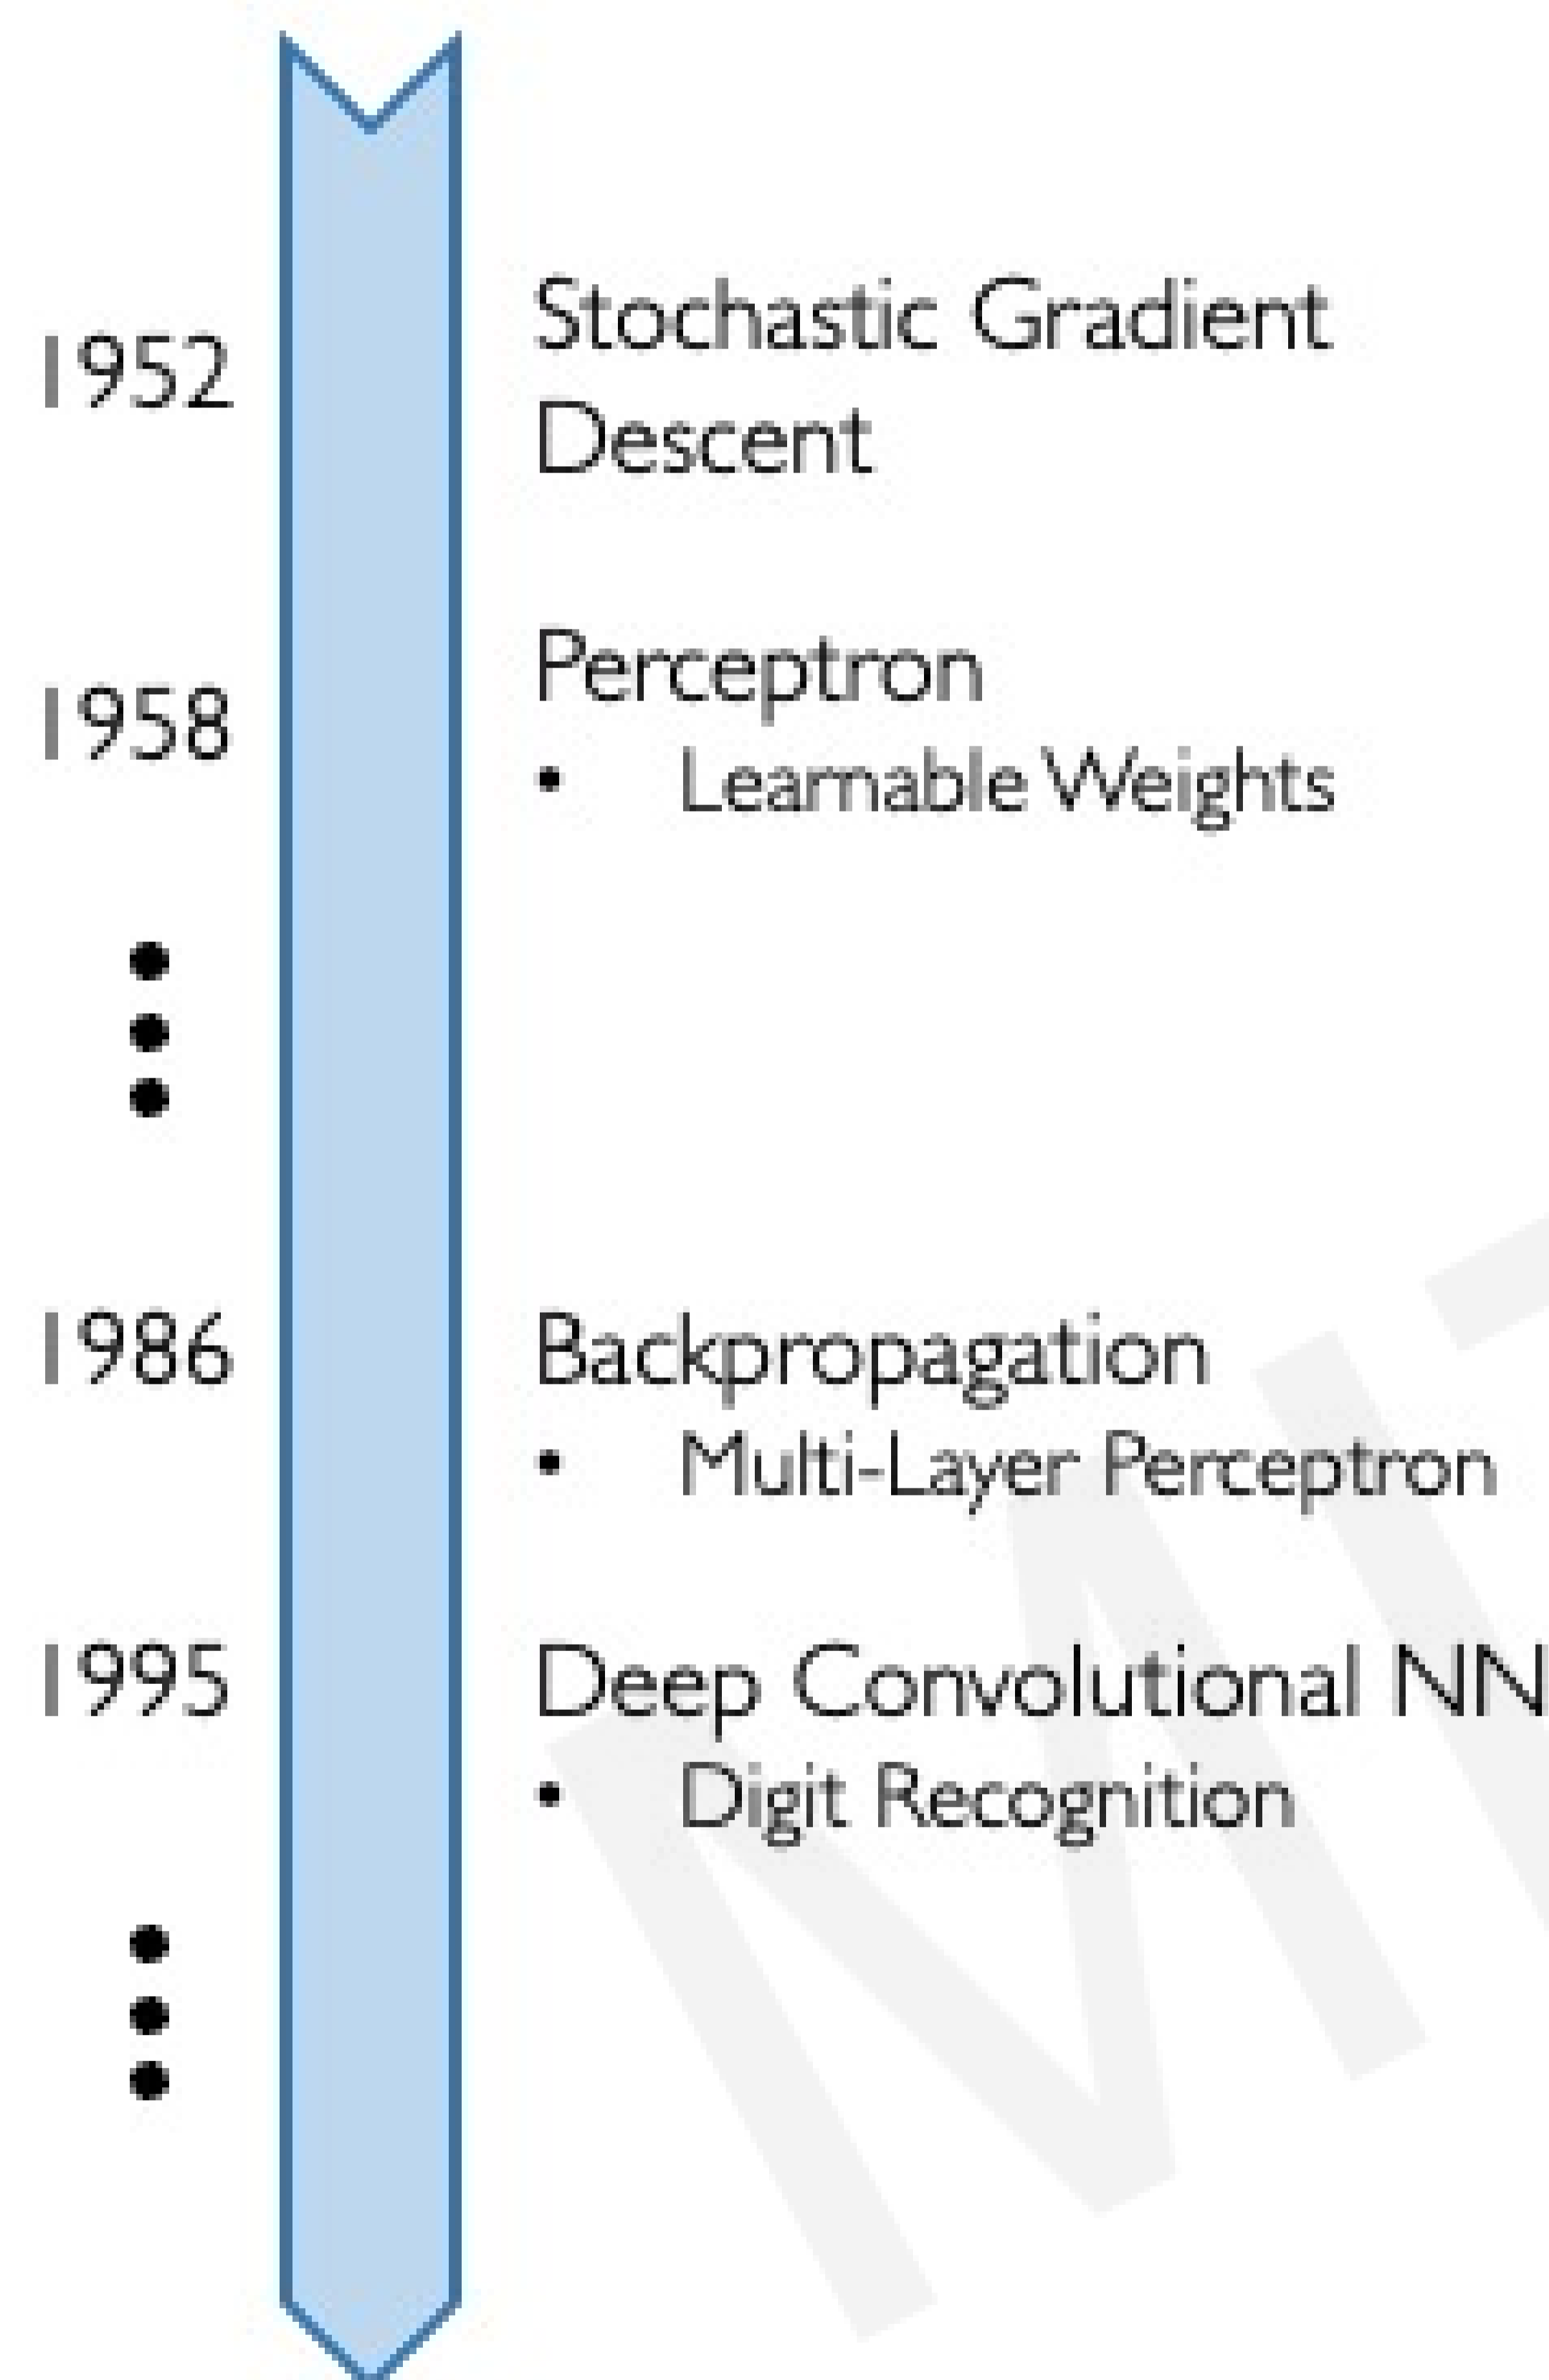 1952
Stochastic Gradient
Descent
1958
Perceptron
• Learnable Weights
1986
Backpropagation
• Multi-Layer Perceptron
1995
Deep Convolutional NN
• Digit Recognition